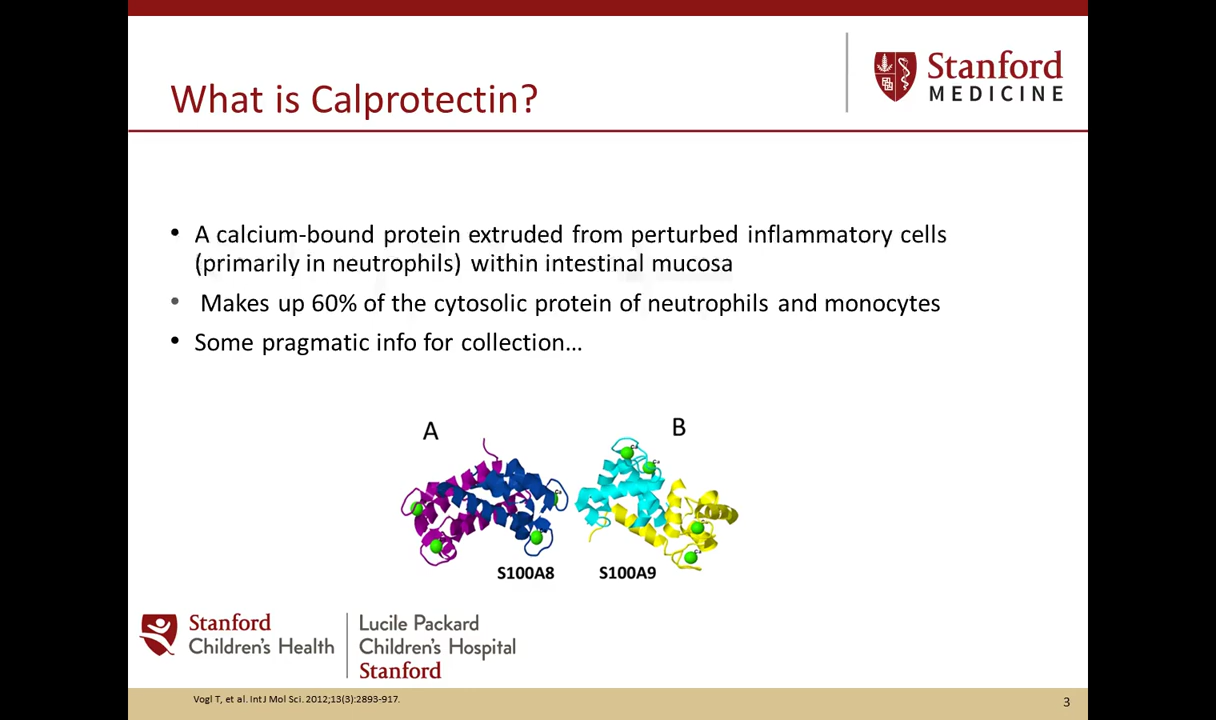 Stanford
MEDICINE
What is Calprotectin?
• A calcium-bound protein extruded from perturbed inflammatory cells
(primarily in neutrophils) within intestinal mucosa
• Makes up 60% of the cytosolic protein of neutrophils and monocytes
• Some pragmatic info for collection...
A
B
S100A8
S100A9
Stanford
Children's Health
Lucile Packard
Children's Hospital
Stanford
Vogl T, et al. Int J Mol Sci. 2012;13(3):2893-917.
3